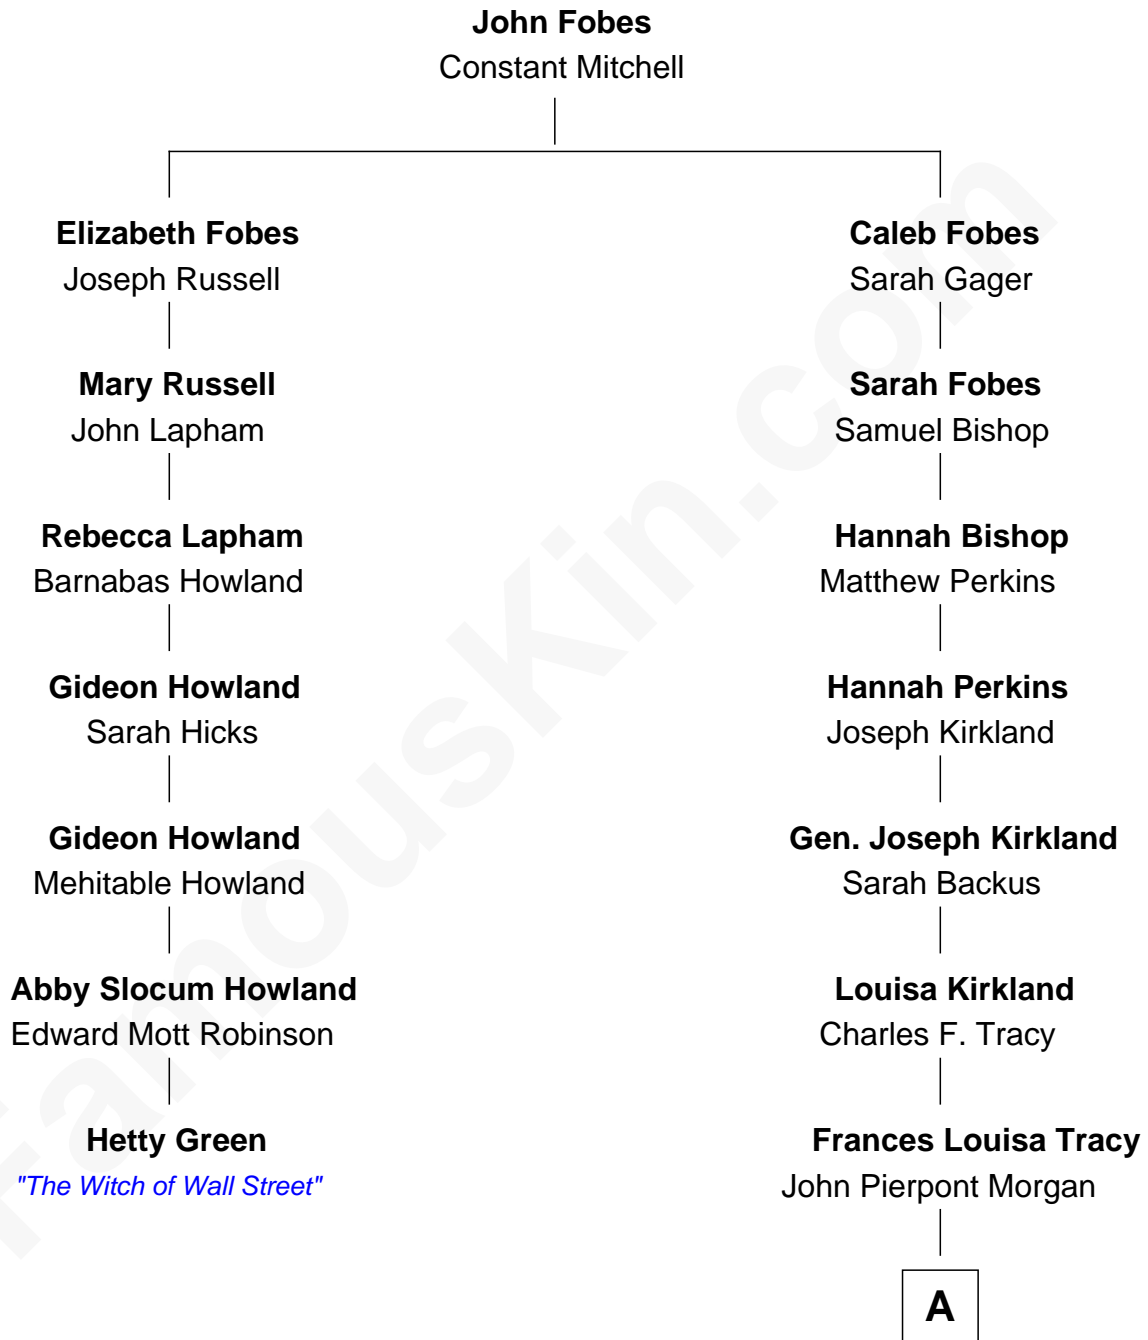 John Fobes
Constant Mitchell
Elizabeth Fobes
Joseph Russell
Caleb Fobes
Sarah Gager
Mary Russell
John Lapham
Sarah Fobes
Samuel Bishop
Rebecca Lapham
Barnabas Howland
Hannah Bishop
Matthew Perkins
Gideon Howland
Sarah Hicks
Hannah Perkins
Joseph Kirkland
Gideon Howland
Mehitable Howland
Gen. Joseph Kirkland
Sarah Backus
Abby Slocum Howland
Edward Mott Robinson
Louisa Kirkland
Charles F. Tracy
Hetty Green
"The Witch of Wall Street"
Frances Louisa Tracy
John Pierpont Morgan
A
FamousKin.com